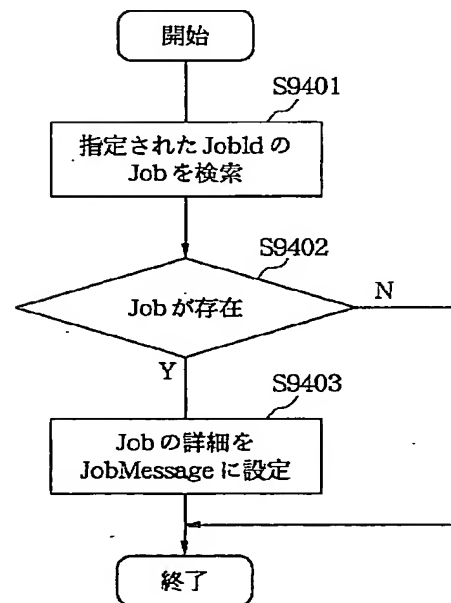 開始
S9401
指定された JobIdの
Jobを検索
S9402
Jobが存在
N
Y
S9403
Jobの詳細を
JobMessageに設定
終了